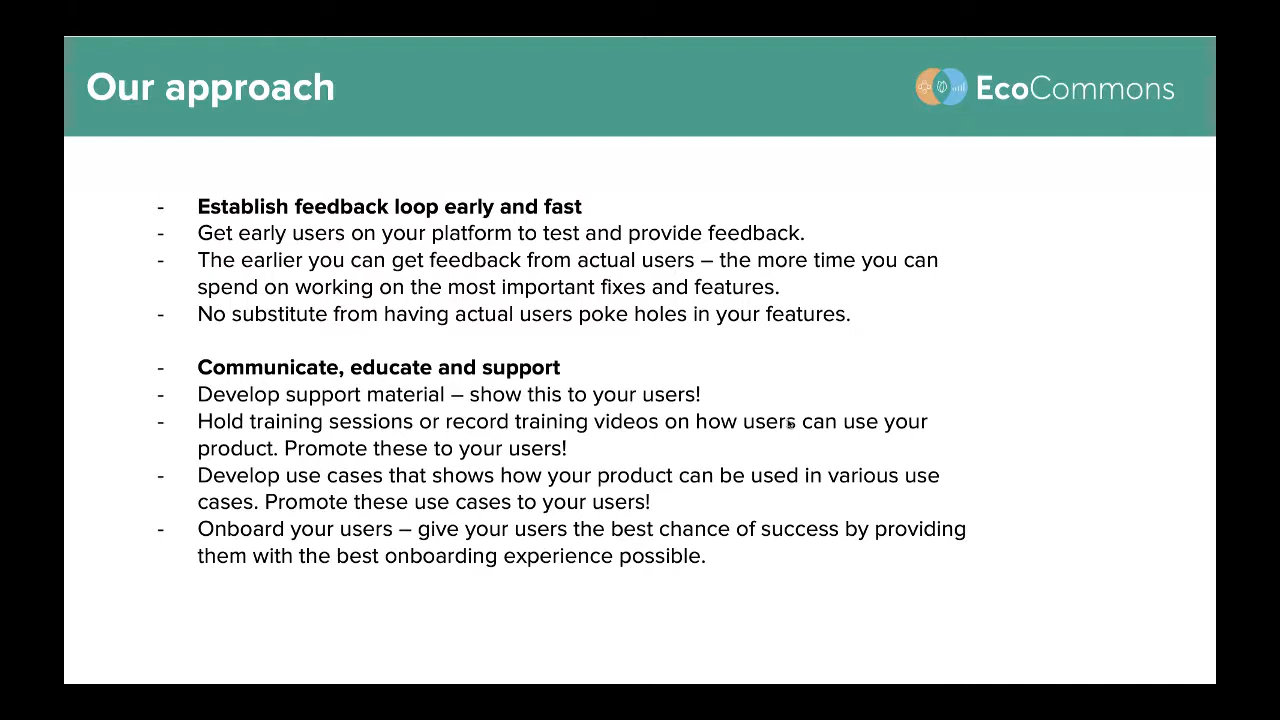 Our approach
EcoCommons
- Establish feedback loop early and fast
- Get early users on your platform to test and provide feedback.
- The earlier you can get feedback from actual users – the more time you can
spend on working on the most important fixes and features.
- No substitute from having actual users poke holes in your features.
- Communicate, educate and support
- Develop support material – show this to your users!
- Hold training sessions or record training videos on how users can use your
product. Promote these to your users!
- Develop use cases that shows how your product can be used in various use
cases. Promote these use cases to your users!
- Onboard your users – give your users the best chance of success by providing
them with the best onboarding experience possible.